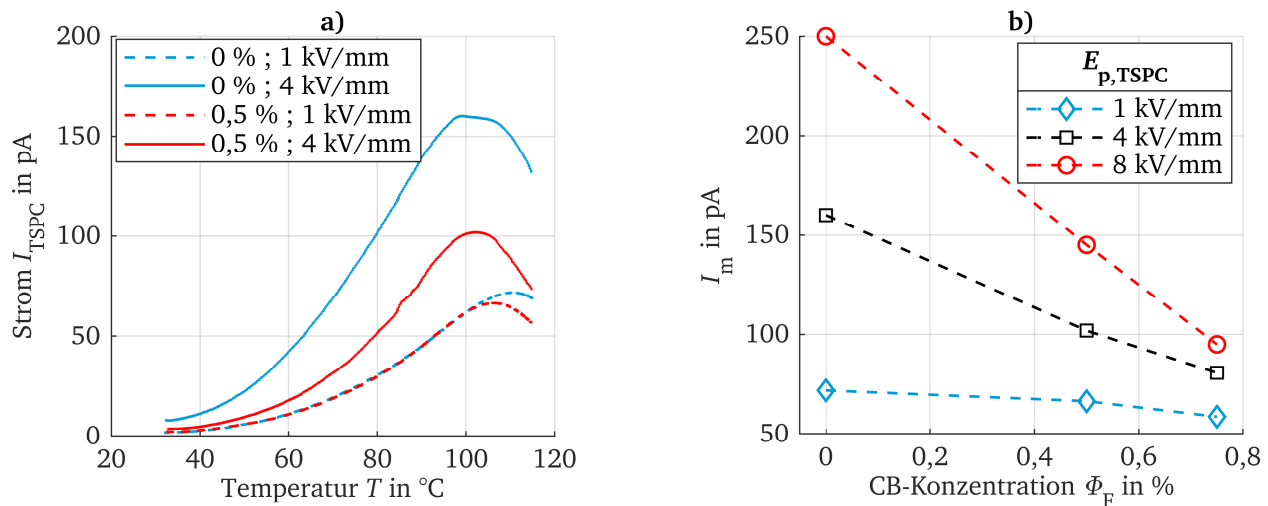 a)
200
150
100
50
0
Strom I_TSPC in pA
0 % ; 1 kV/mm
0 % ; 4 kV/mm
0,5 % ; 1 kV/mm
0,5 % ; 4 kV/mm
20 40 60 80 100 120
Temperatur T in °C
b)
250
200
150
100
50
I_m in pA
E_p,TSPC
1 kV/mm
4 kV/mm
8 kV/mm
0 0,2 0,4 0,6 0,8
CB-Konzentration Φ_F in %